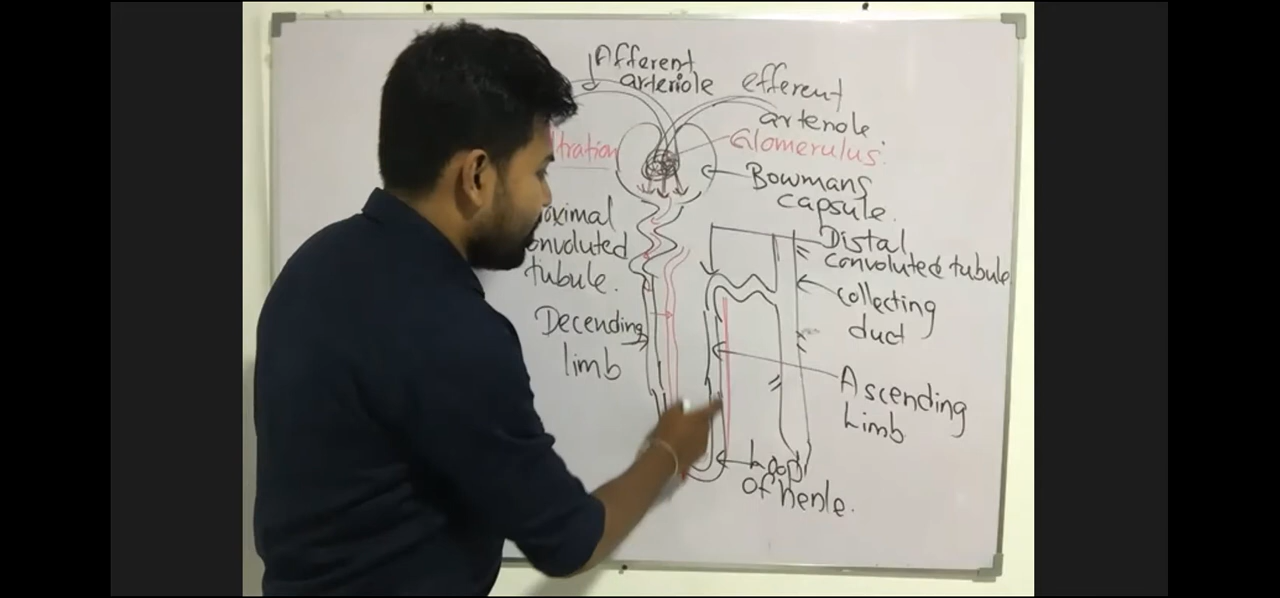 Afferent
arteriole
efferent
arteriole.
Glomerulus.
Bowmans
capsule.
convoluted
tubule.
Decending
limb
Distal
convoluted tubule
collecting
duct
Ascending
Limb
Loop
of henle.